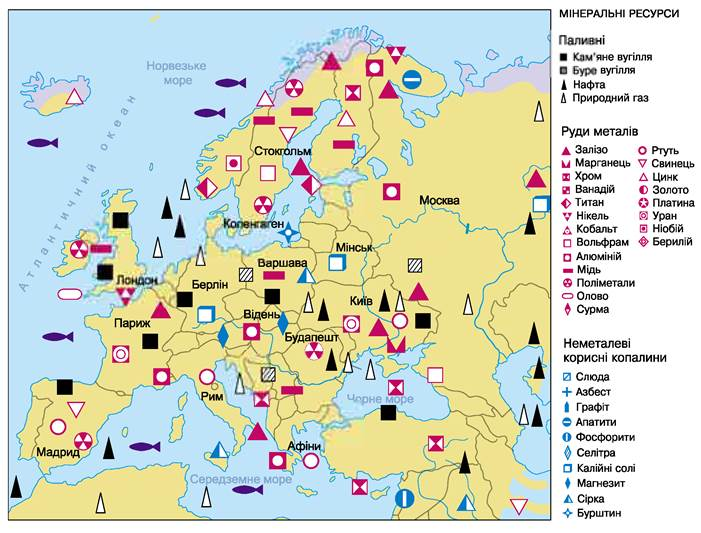 МІНЕРАЛЬНІ РЕСУРСИ
Паливні
Кам'яне вугілля
Буре вугілля
Нафта
Природний газ
Руди металів
Залізо
Марганець
Хром
Ванадій
Титан
Нікель
Кобальт
Вольфрам
Алюміній
Мідь
Поліметали
Олово
Сурма
Ртуть
Свинець
Цинк
Золото
Платина
Уран
Ніобій
Берилій
Неметалеві
корисні копалини
Слюда
Азбест
Графіт
Апатити
Фосфорити
Селітра
Калійні солі
Магнезит
Сірка
Бурштин
Норвезьке
море
Атлантичний океан
Стокгольм
Москва
Копенгаген
Мінськ
Варшава
Берлін
Лондон
Київ
Париж
Відень
Будапешт
Рим
Чорне море
Мадрид
Афіни
Середземне море